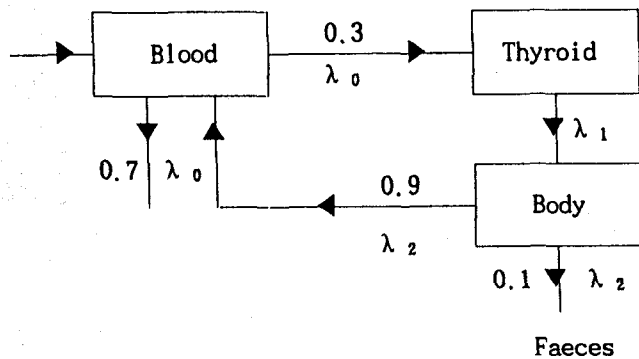 0.3
Blood
Thyroid
λ 0
λ 1
0.7 λ 0
0.9
Body
λ 2
0.1 λ 2
Faeces